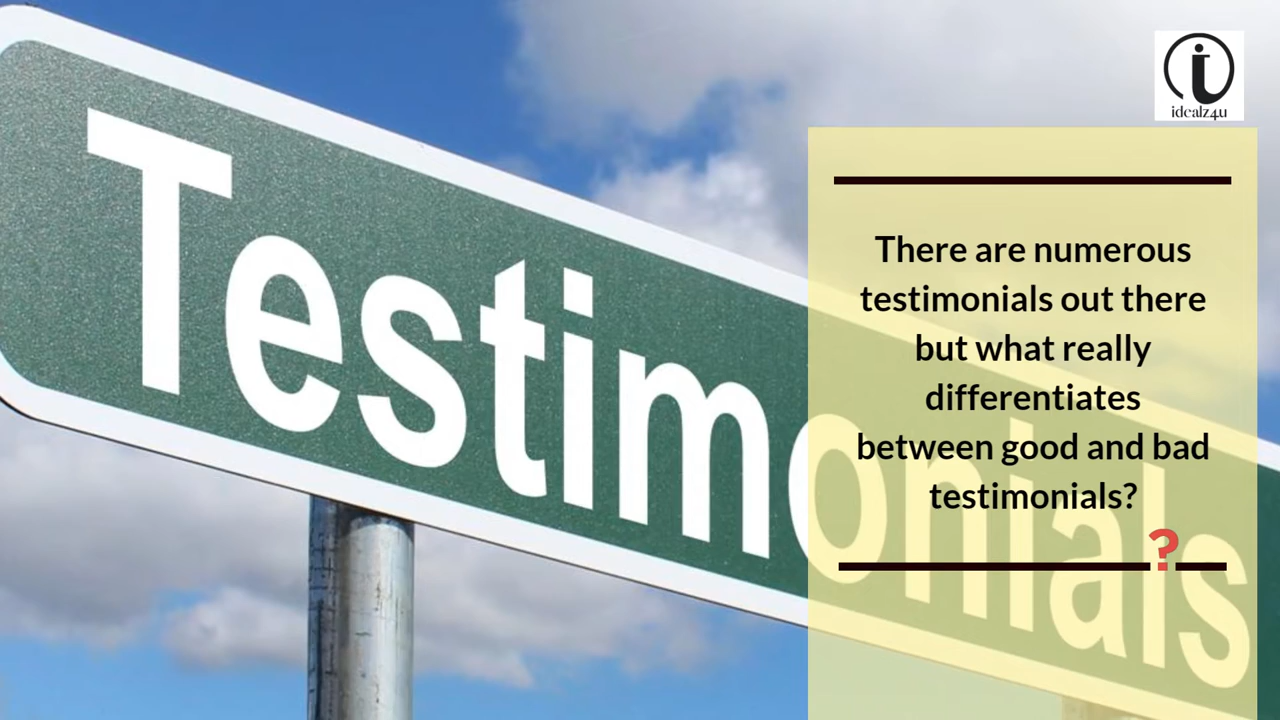 Testimonials
idealz4u
There are numerous
testimonials out there
but what really
differentiates
between good and bad
testimonials?
?